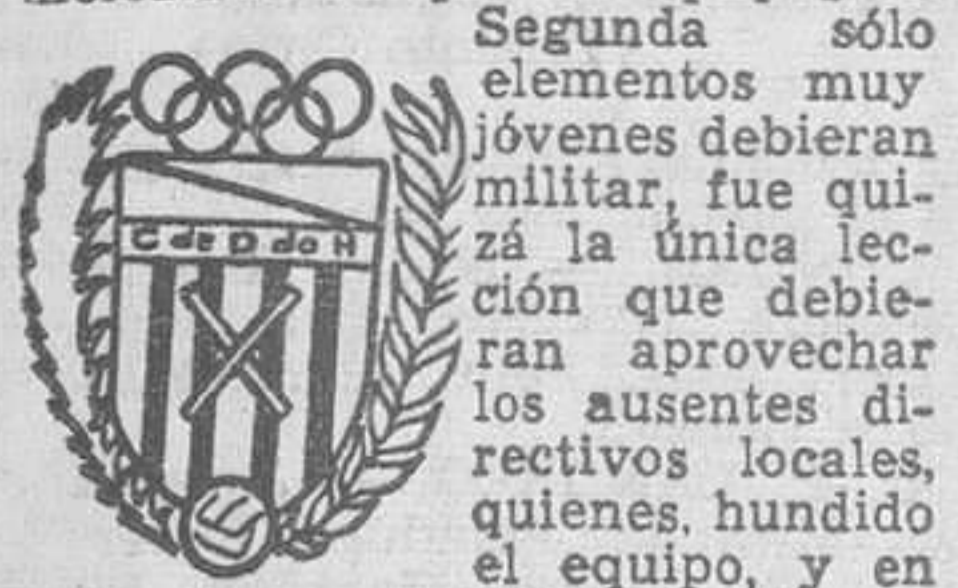 C de D do H
Segunda sólo
elementos muy
jóvenes debieran
militar, fue qui-
zá la única lec-
ción que debie-
ran aprovechar
los ausentes di-
rectivos locales,
quienes, hundido
el equipo, y en